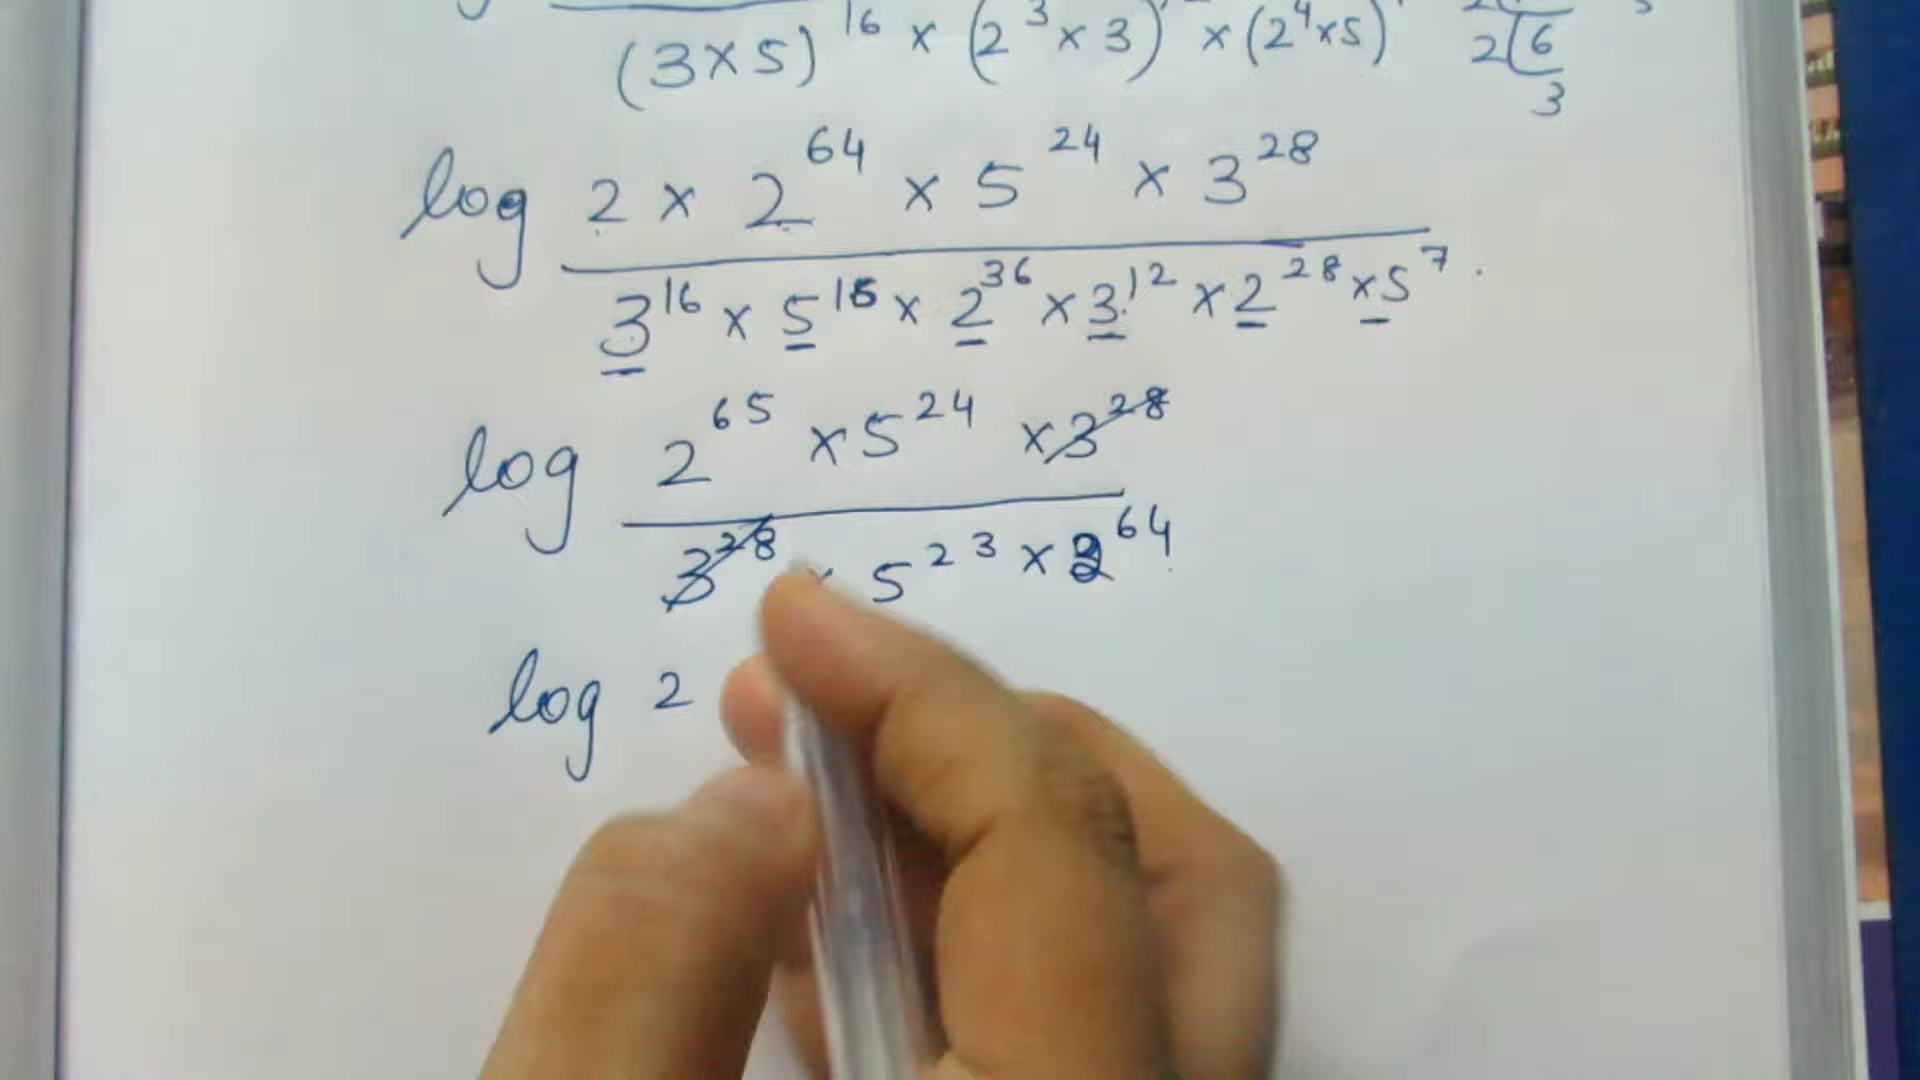 (3×5)^16 × (2^3×3) × (2^4×5)
2 6
3
log 2 × 2^64 × 5^24 × 3^28
3^16 × 5^16 × 2^36 × 3^12 × 2^28 × 5^7
log 2^65 × 5^24 × 3^28
3^28 × 5^23 × 2^64
log 2